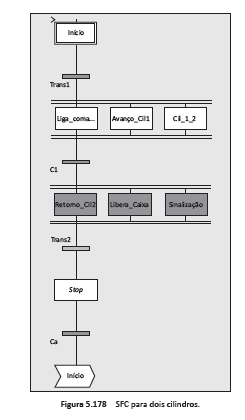 Início
Trans1
Liga_coma...
Avanço_Cil1
Cil_1_2
C1
Retorno_Cil2
Libera_Caixa
Sinalização
Trans2
Stop
Ca
Início
Figura 5.178 SFC para dois cilindros.